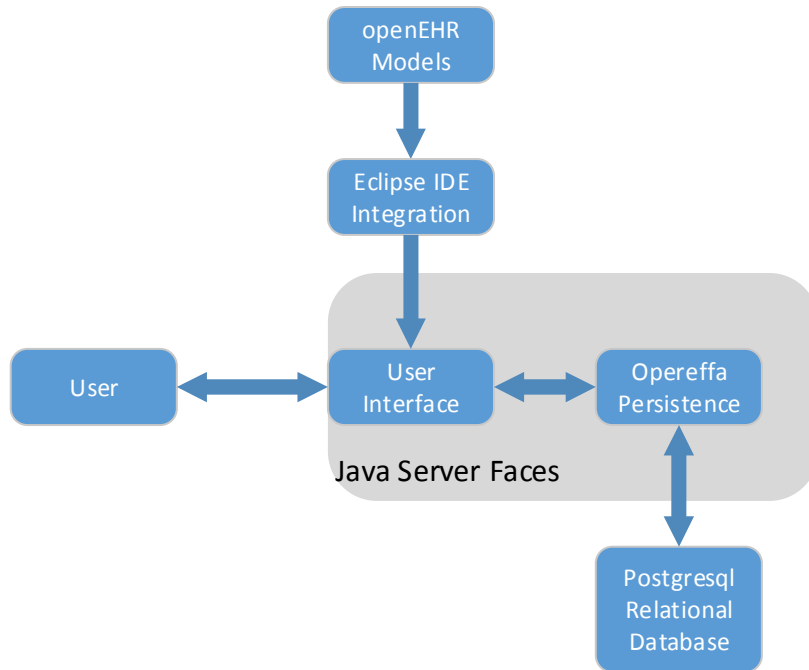 openEHR
Models
Eclipse IDE
Integration
User
User
Interface
Opereffa
Persistence
Java Server Faces
Postgresql
Relational
Database